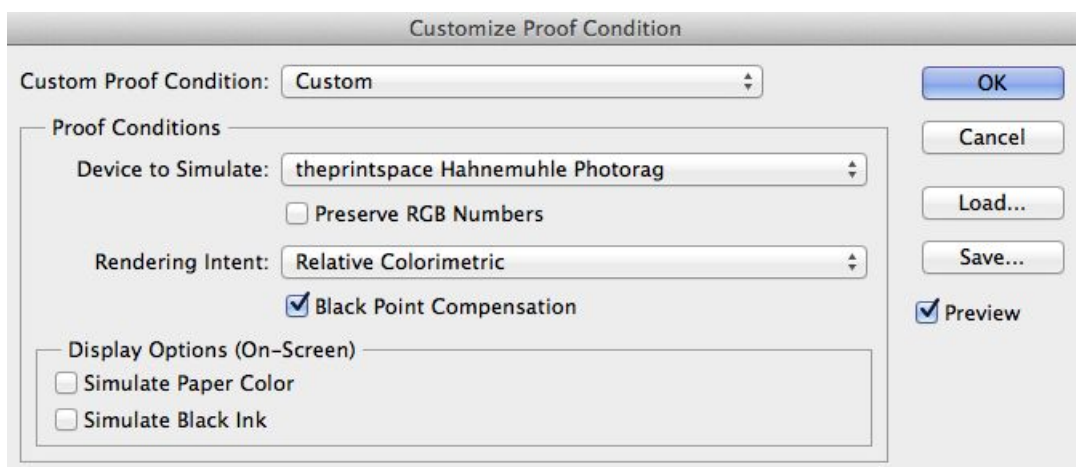 Customize Proof Condition
Custom Proof Condition: Custom
OK
Proof Conditions
Cancel
Device to Simulate: theprintspace Hahnemuhle Photorag
Preserve RGB Numbers
Load...
Rendering Intent: Relative Colorimetric
Save...
Black Point Compensation
Preview
Display Options (On-Screen)
Simulate Paper Color
Simulate Black Ink